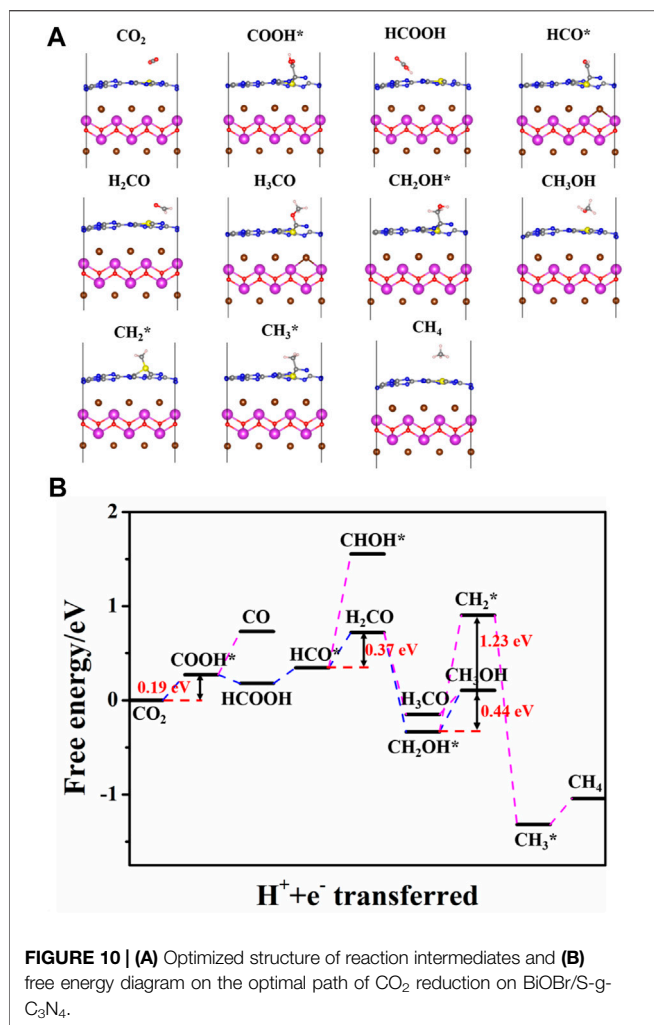 A
CO₂ COOH* HCOOH HCO*
H₂CO H₃CO CH₂OH* CH₃OH
CH₂* CH₃* CH₄
B
Free energy/eV
2
1
0
-1
CHOH*
CO
H₂CO
CH₂*
COOH*
HCO*
0.37 eV
1.23 eV
0.19 eV
HCOOH
CH₃OH
CO₂
H₃CO
0.44 eV
CH₂OH*
CH₄
CH₃*
H⁺+e⁻ transferred
FIGURE 10 | (A) Optimized structure of reaction intermediates and (B)
free energy diagram on the optimal path of CO₂ reduction on BiOBr/S-g-
C₃N₄.